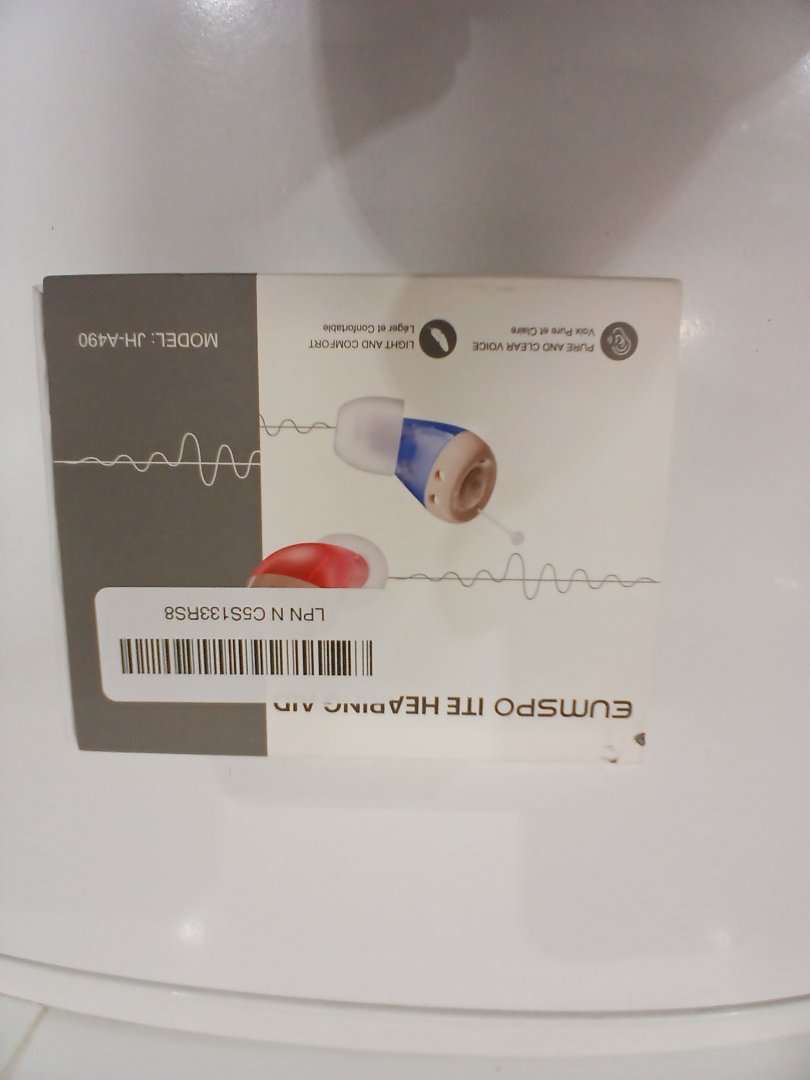 EUMSPO ITE HEARING AID
LPN N C5S133RS8
PURE AND CLEAR VOICE
Voix Pure et Claire
LIGHT AND COMFORT
Léger et Confortable
MODEL: JH-A490